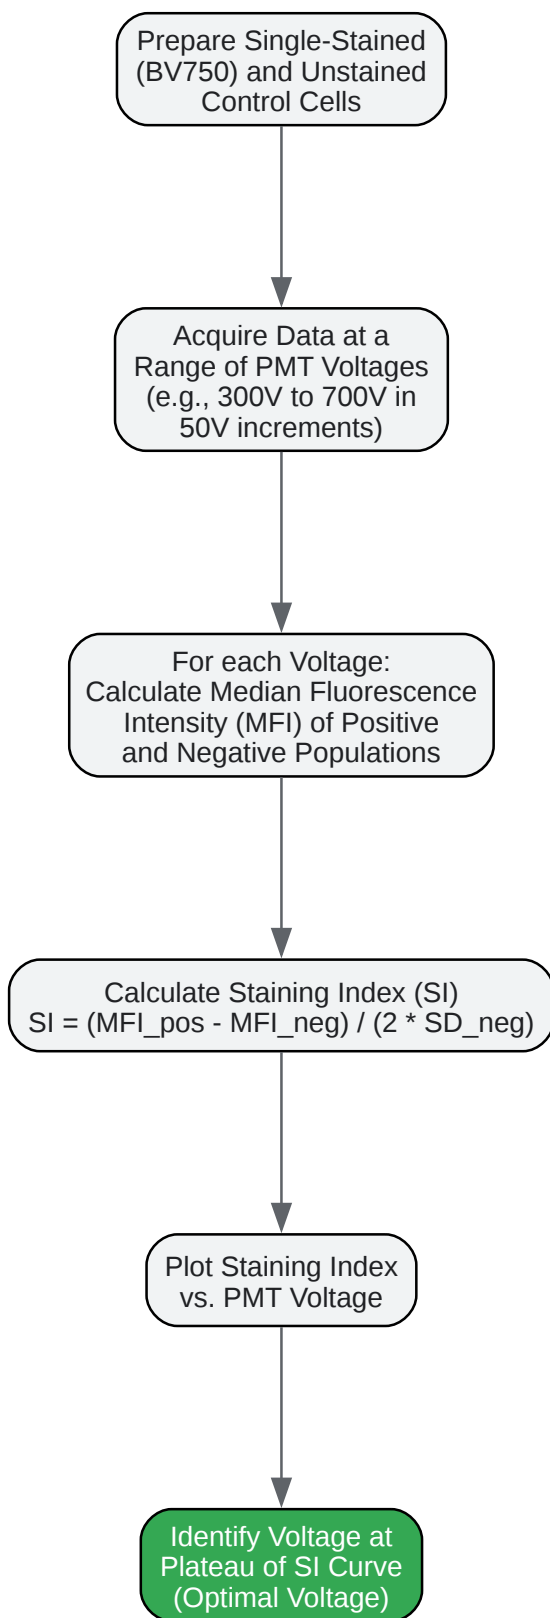 Prepare Single-Stained
(BV750) and Unstained
Control Cells
Acquire Data at a
Range of PMT Voltages
(e.g., 300V to 700V in
50V increments)
For each Voltage:
Calculate Median Fluorescence
Intensity (MFI) of Positive
and Negative Populations
Calculate Staining Index (SI)
SI = (MFI_pos - MFI_neg) / (2 * SD_neg)
Plot Staining Index
vs. PMT Voltage
Identify Voltage at
Plateau of SI Curve
(Optimal Voltage)